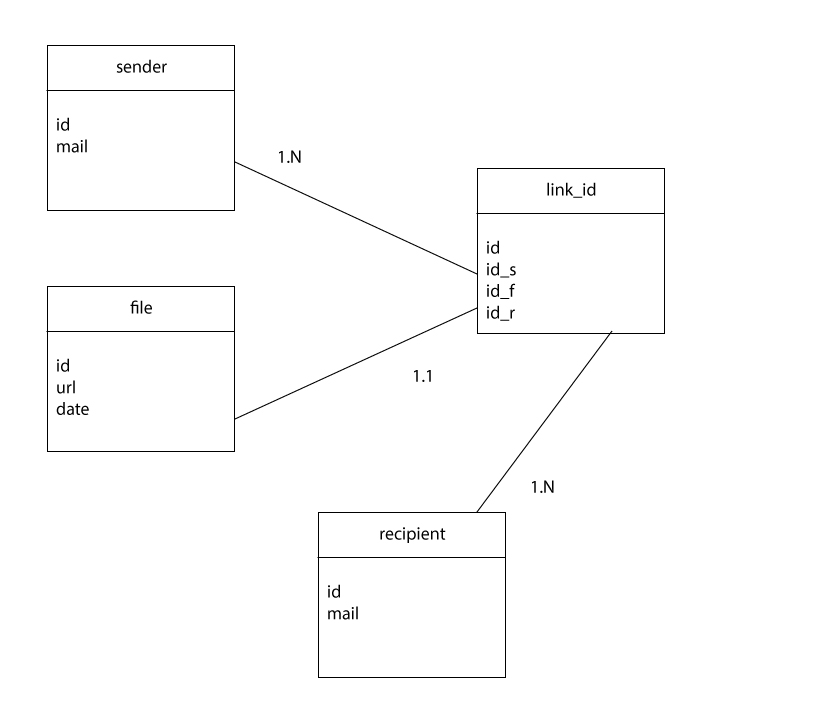 sender
id
mail
1.N
link_id
id
id_s
id_f
id_r
file
id
url
date
1.1
1.N
recipient
id
mail